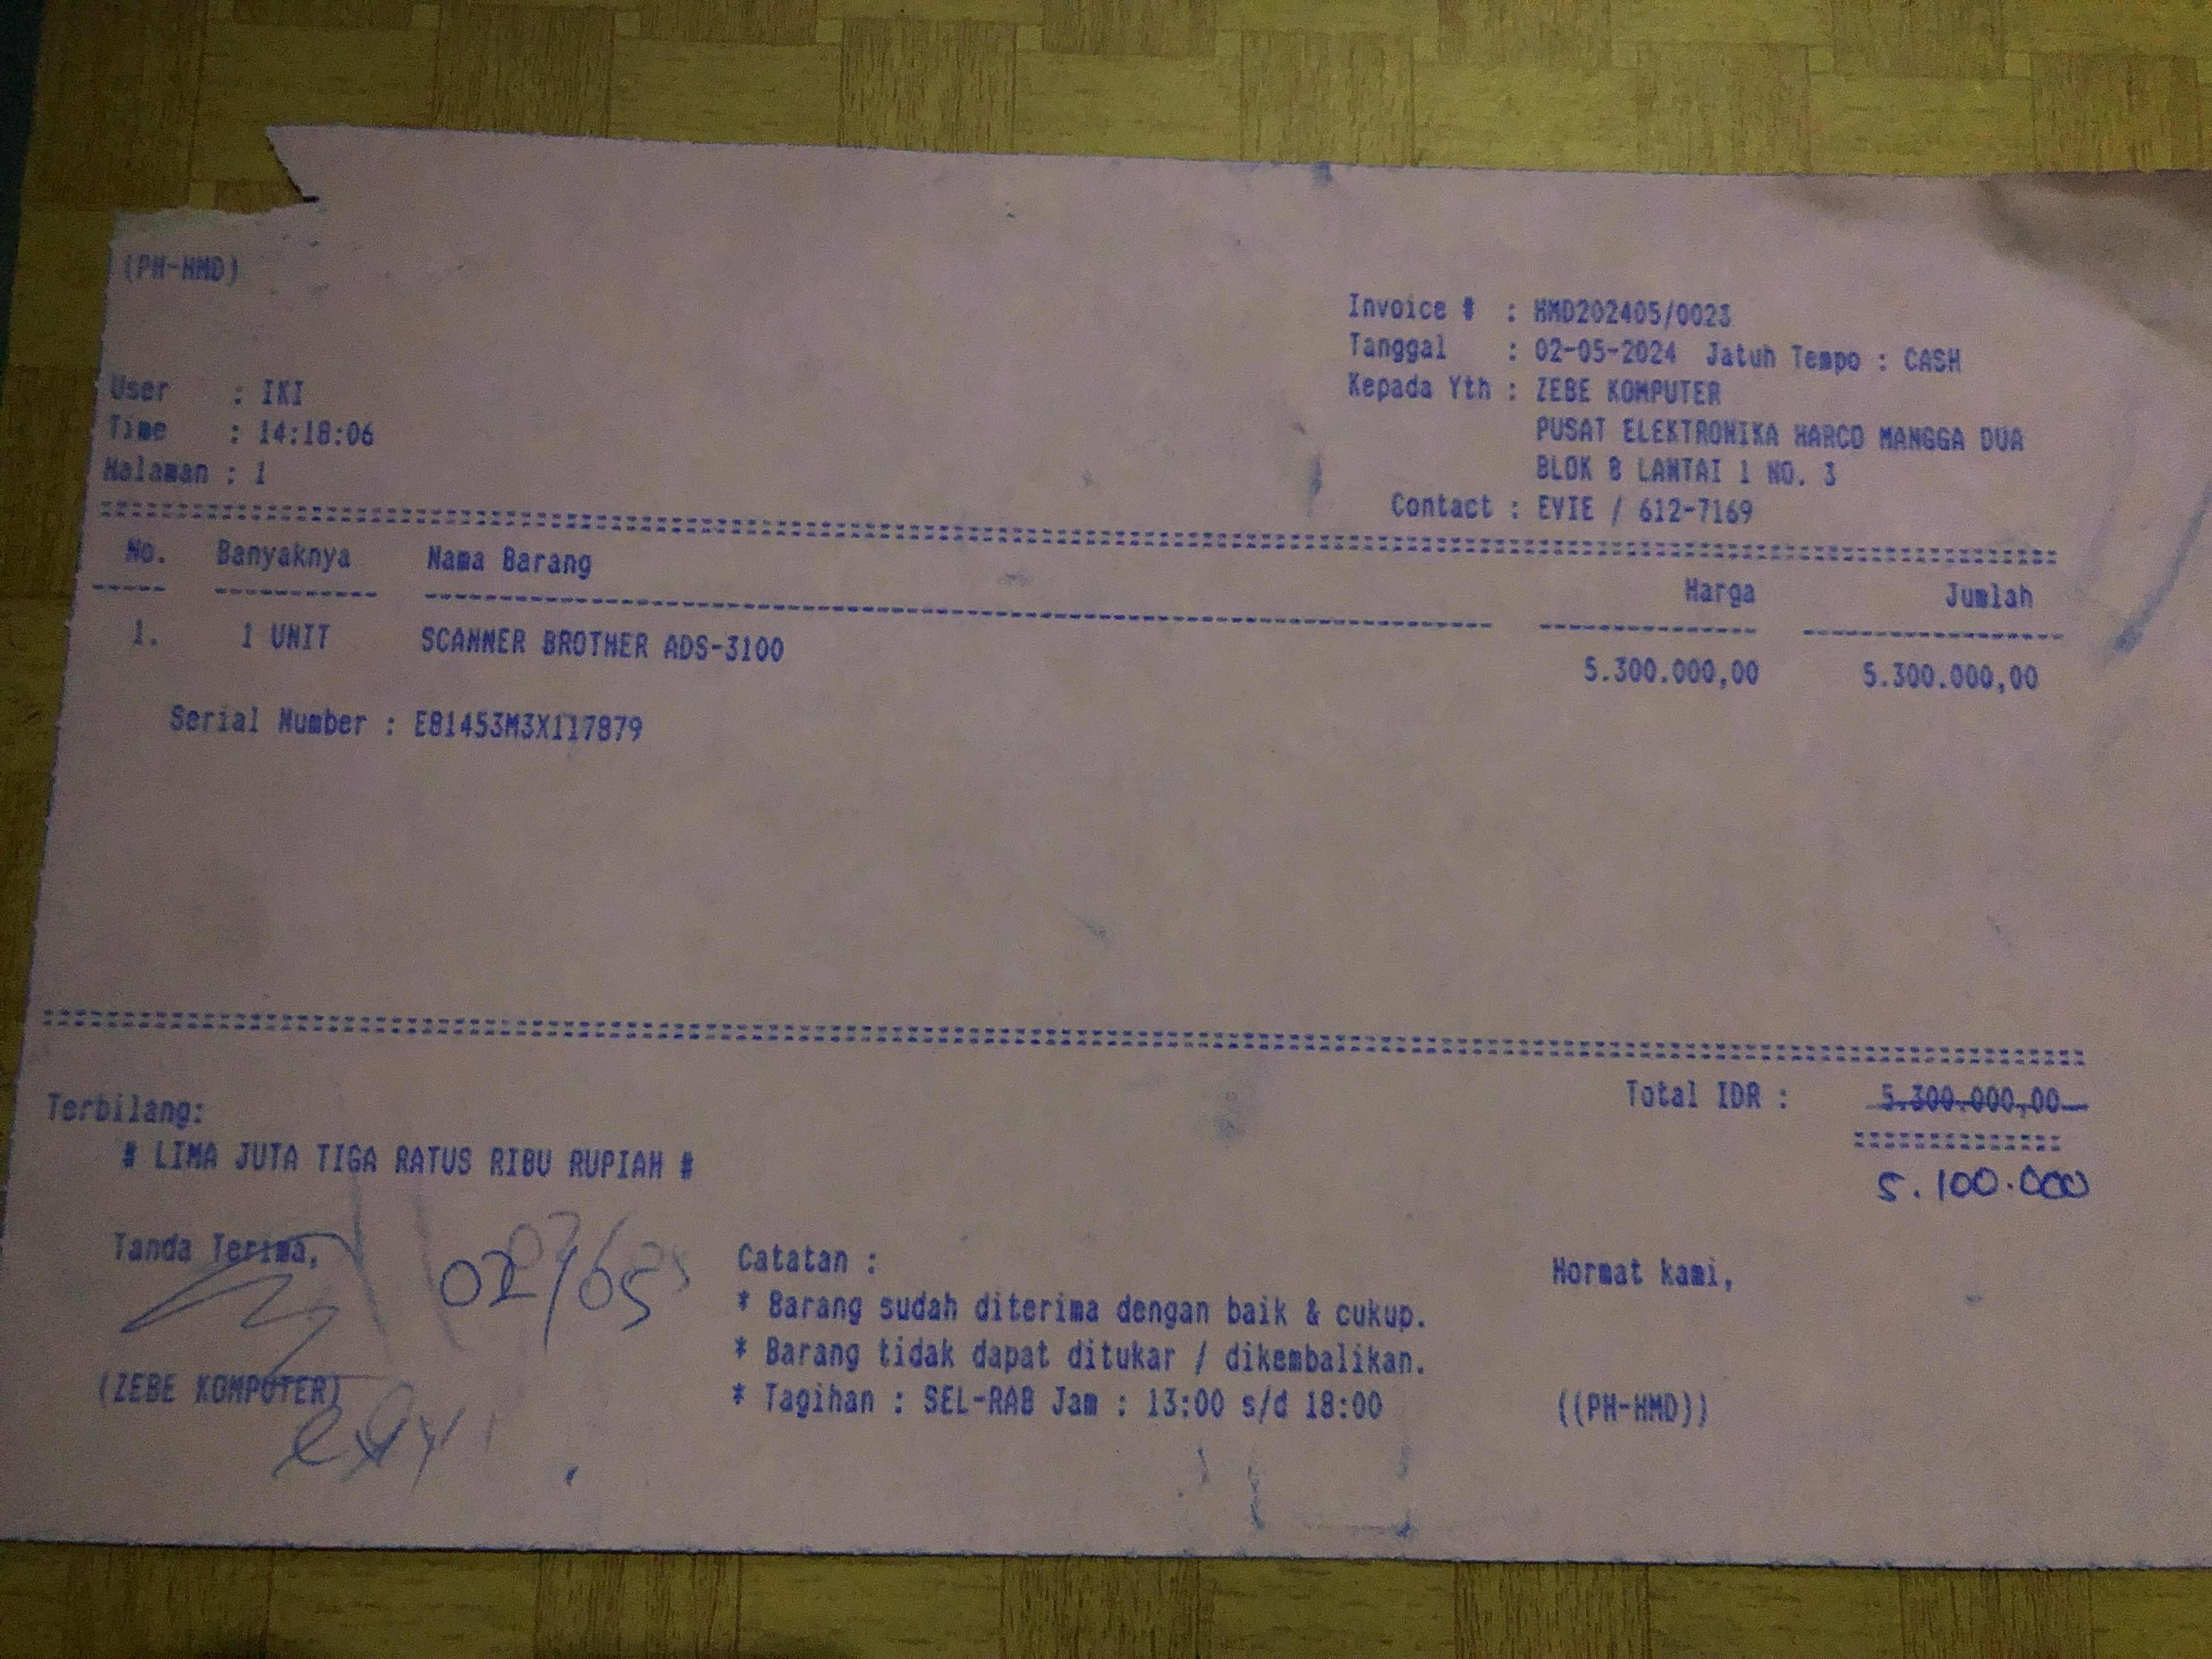 (PH-HMD)
Invoice # : HMD202405/0023
Tanggal : 02-05-2024 Jatuh Tempo : CASH
Kepada Yth : ZEBE KOMPUTER
PUSAT ELEKTRONIKA HARCO MANGGA DUA
BLOK B LANTAI 1 NO. 3
Contact : EVIE / 612-7169
User : IKI
Time : 14:18:06
Halaman : 1
No. Banyaknya Nama Barang Harga Jumlah
1. 1 UNIT SCANNER BROTHER ADS-3100 5.300.000,00 5.300.000,00
Serial Number : E81453M3X117879
Total IDR : 5.300.000,00
5.100.000
Terbilang:
# LIMA JUTA TIGA RATUS RIBU RUPIAH #
Tanda Terima,
02/05
(ZEBE KOMPUTER)
Catatan :
* Barang sudah diterima dengan baik & cukup.
* Barang tidak dapat ditukar / dikembalikan.
* Tagihan : SEL-RAB Jam : 13:00 s/d 18:00
Hormat kami,
((PH-HMD))